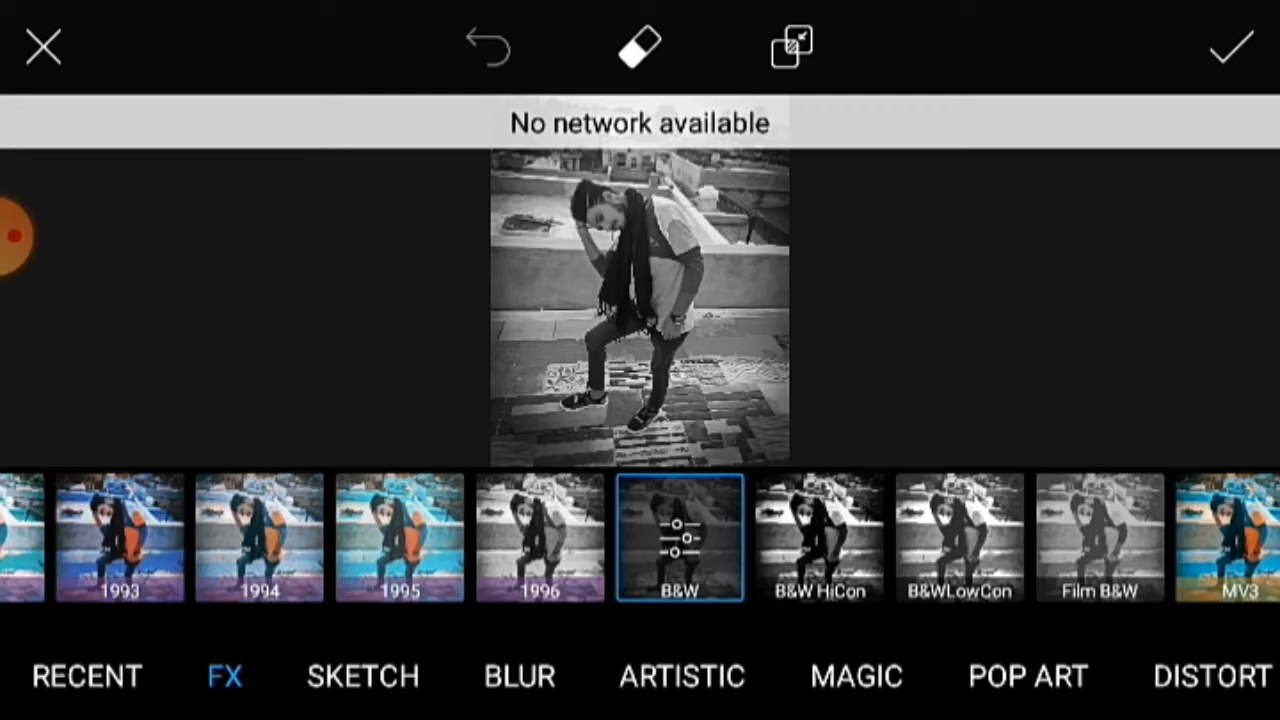 No network available
1993
1994
1995
1996
B&W
B&W HiCon
B&WLowCon
Film B&W
MV3
RECENT
FX
SKETCH
BLUR
ARTISTIC
MAGIC
POP ART
DISTORT